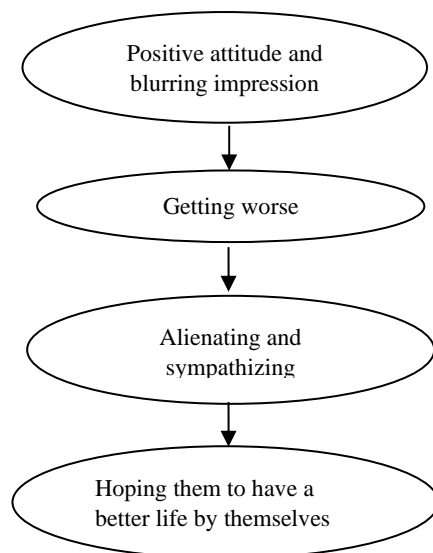 Positive attitude and
blurring impression
Getting worse
Alienating and
sympathizing
Hoping them to have a
better life by themselves